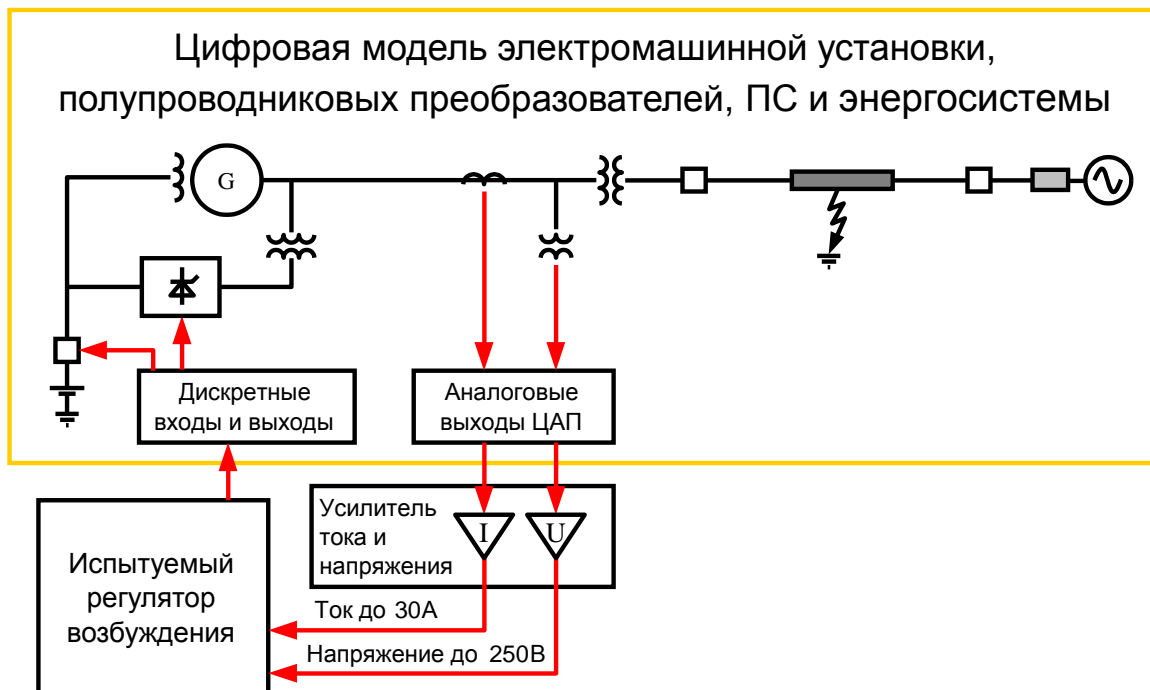 Цифровая модель электромашинной установки,
полупроводниковых преобразователей, ПС и энергосистемы
G
Дискретные
входы и выходы
Аналоговые
выходы ЦАП
Усилитель
тока и
напряжения
I
U
Испытуемый
регулятор
возбуждения
Ток до 30А
Напряжение до 250В